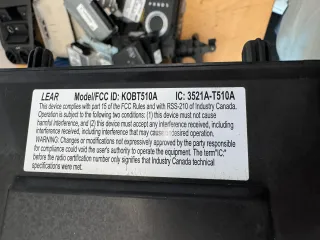 LEAR Model/FCC ID: KOBT510A IC: 3521A-T510A
This device complies with part 15 of the FCC Rules and with RSS-210 of Industry Canada.
Operation is subject to the following two conditions: (1) this device must not cause
harmful interference, and (2) this device must accept any interference received, including
interference that may cause undesired operation.
WARNING: Changes or modifications not expressly approved by the party responsible
for compliance could void the user's authority to operate the equipment. The term"IC;"
before the radio certification number only signifies that Industry Canada technical
specifications were met.